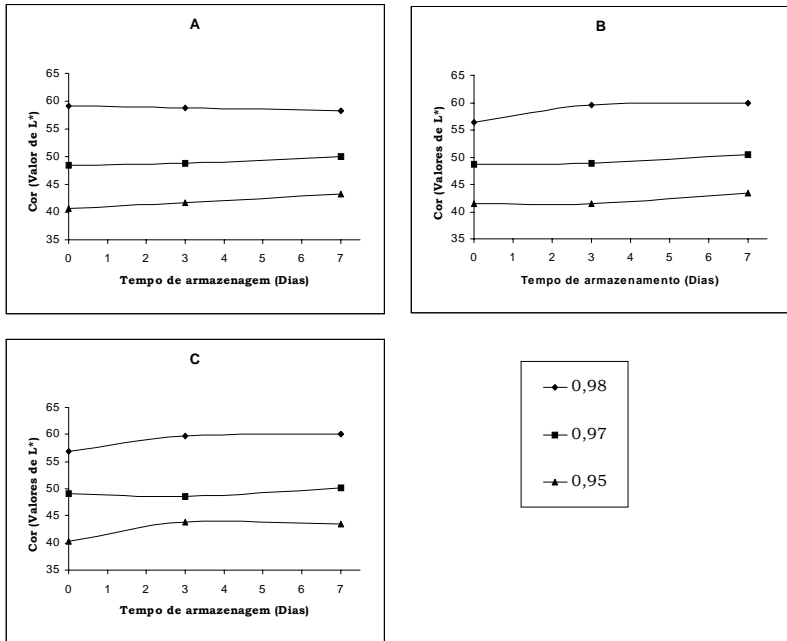 A
65
60
55
50
45
40
35
Cor (Valor de L*)
0 1 2 3 4 5 6 7
Tempo de armazenagem (Dias)
B
65
60
55
50
45
40
35
Cor (Valores de L*)
0 1 2 3 4 5 6 7
Tempo de armazenamento (Dias)
C
65
60
55
50
45
40
35
Cor (Valores de L*)
0 1 2 3 4 5 6 7
Tempo de armazenagem (Dias)
0,98
0,97
0,95